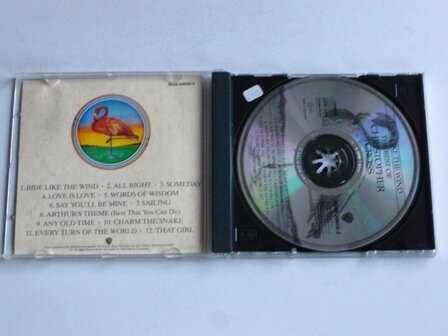 1. RIDE LIKE THE WIND · 2. ALL RIGHT · 3. SOMEDAY
4. LOVE IS LOVE · 5. WORDS OF WISDOM
6. SAY YOU'LL BE MINE · 7. SAILING
8. ARTHUR'S THEME (Best That You Can Do)
9. ANY OLD TIME · 10. CHARM THE SNAKE
11. EVERY TURN OF THE WORLD · 12. THAT GIRL
RIDE LIKE THE WIND
THE BEST OF
CHRISTOPHER
CROSS